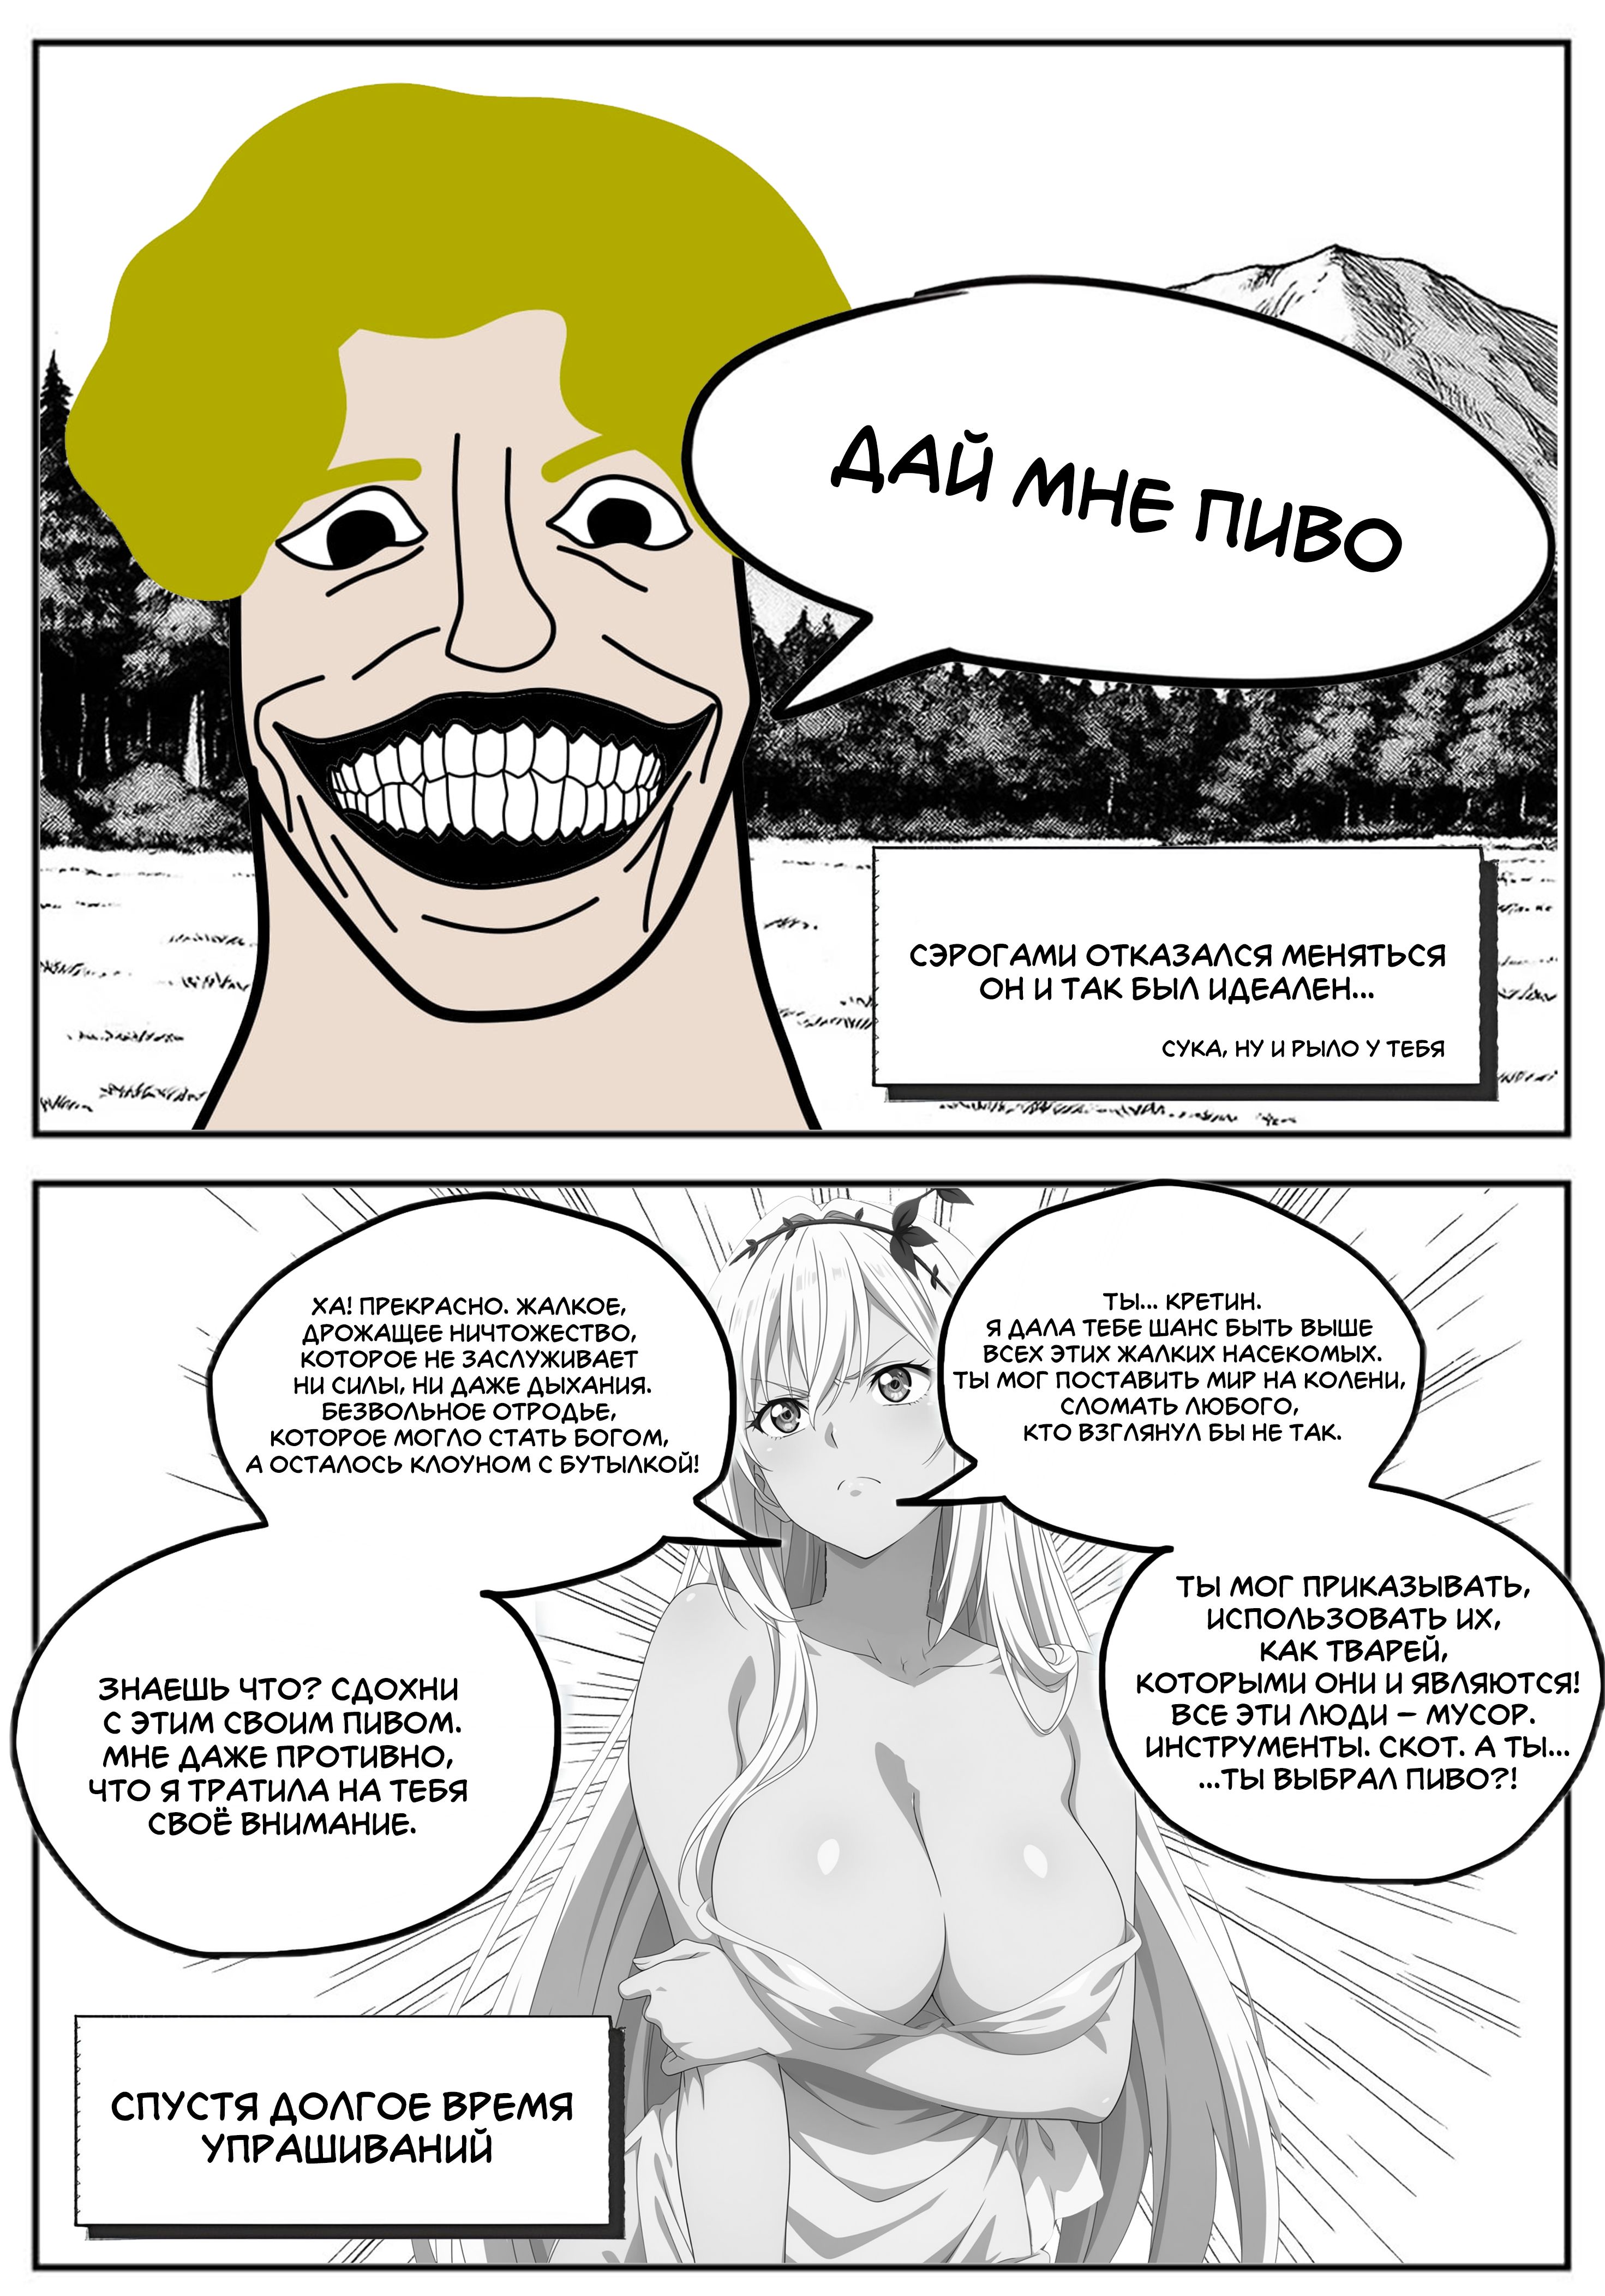 ДАЙ МНЕ ПИВО
СЭРОГАМИ ОТКАЗАЛСЯ МЕНЯТЬСЯ
ОН И ТАК БЫЛ ИДЕАЛЕН...
СУКА, НУ И РЫЛО У ТЕБЯ
ТЫ... КРЕТИН.
Я ДАЛА ТЕБЕ ШАНС БЫТЬ ВЫШЕ
ВСЕХ ЭТИХ ЖАЛКИХ НАСЕКОМЫХ.
ТЫ МОГ ПОСТАВИТЬ МИР НА КОЛЕНИ,
СЛОМАТЬ ЛЮБОГО,
КТО ВЗГЛЯНУЛ БЫ НЕ ТАК.
ТЫ МОГ ПРИКАЗЫВАТЬ,
ИСПОЛЬЗОВАТЬ ИХ,
КАК ТВАРЕЙ,
КОТОРЫМИ ОНИ И ЯВЛЯЮТСЯ!
ВСЕ ЭТИ ЛЮДИ — МУСОР.
ИНСТРУМЕНТЫ. СКОТ. А ТЫ...
...ТЫ ВЫБРАЛ ПИВО?!
ХА! ПРЕКРАСНО. ЖАЛКОЕ,
ДРОЖАЩЕЕ НИЧТОЖЕСТВО,
КОТОРОЕ НЕ ЗАСЛУЖИВАЕТ
НИ СИЛЫ, НИ ДАЖЕ ДЫХАНИЯ.
БЕЗВОЛЬНОЕ ОТРОДЬЕ,
КОТОРОЕ МОГЛО СТАТЬ БОГОМ,
А ОСТАЛОСЬ КЛОУНОМ С БУТЫЛКОЙ!
ЗНАЕШЬ ЧТО? СДОХНИ
С ЭТИМ СВОИМ ПИВОМ.
МНЕ ДАЖЕ ПРОТИВНО,
ЧТО Я ТРАТИЛА НА ТЕБЯ
СВОЁ ВНИМАНИЕ.
СПУСТЯ ДОЛГОЕ ВРЕМЯ
УПРАШИВАНИЙ